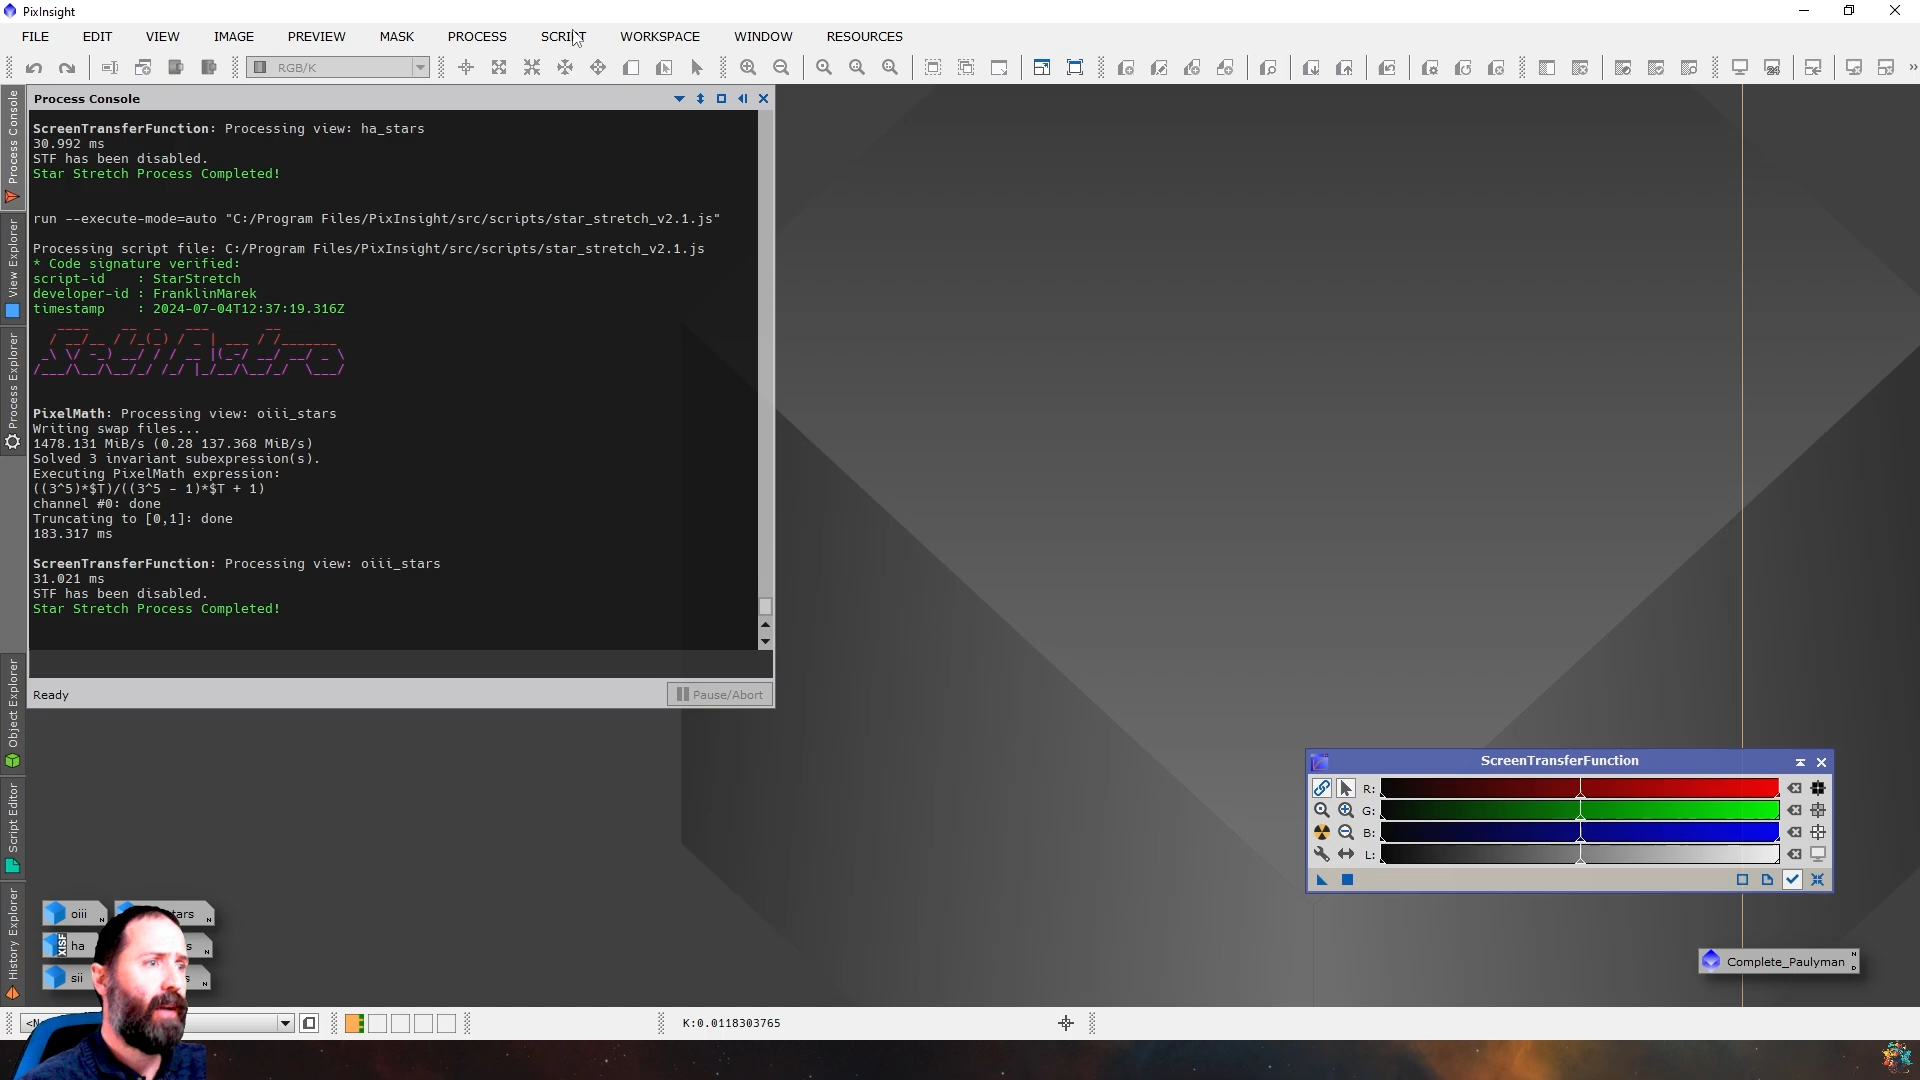 PixInsight
FILE EDIT VIEW IMAGE PREVIEW MASK PROCESS SCRIPT WORKSPACE WINDOW RESOURCES
RGB/K
Process Console
ScreenTransferFunction: Processing view: ha_stars
30.992 ms
STF has been disabled.
Star Stretch Process Completed!
run --execute-mode=auto "C:/Program Files/PixInsight/src/scripts/star_stretch_v2.1.js"
Processing script file: C:/Program Files/PixInsight/src/scripts/star_stretch_v2.1.js
* Code signature verified:
script-id    : StarStretch
developer-id : FranklinMarek
timestamp    : 2024-07-04T12:37:19.316Z
PixelMath: Processing view: oiii_stars
Writing swap files...
1478.131 MiB/s (0.28 137.368 MiB/s)
Solved 3 invariant subexpression(s).
Executing PixelMath expression:
((3^5)*$T)/((3^5 - 1)*$T + 1)
channel #0: done
Truncating to [0,1]: done
183.317 ms
ScreenTransferFunction: Processing view: oiii_stars
31.021 ms
STF has been disabled.
Star Stretch Process Completed!
Ready
Pause/Abort
Process Console
View Explorer
Process Explorer
Object Explorer
Script Editor
History Explorer
ScreenTransferFunction
R:
G:
B:
L:
oiii
tars
XISF ha
s
sii
s
Complete_Paulyman
K:0.0118303765